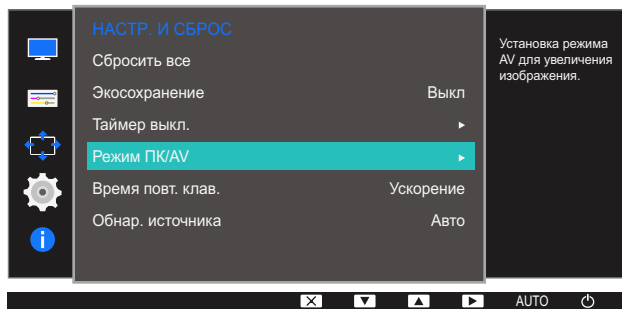 НАСТР. И СБРОС
Сбросить все
Экосохранение Выкл
Таймер выкл.
Режим ПК/AV
Время повт. клав. Ускорение
Обнар. источника Авто
Установка режима
AV для увеличения
изображения.
AUTO